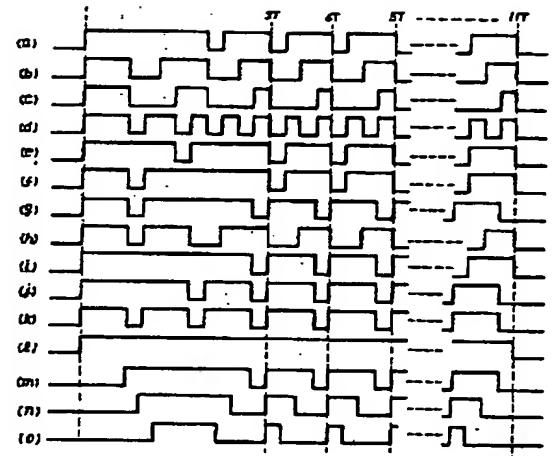 3T 6T 8T 11T
(a)
(b)
(c)
(d)
(e)
(f)
(g)
(h)
(i)
(j)
(k)
(l)
(m)
(n)
(o)